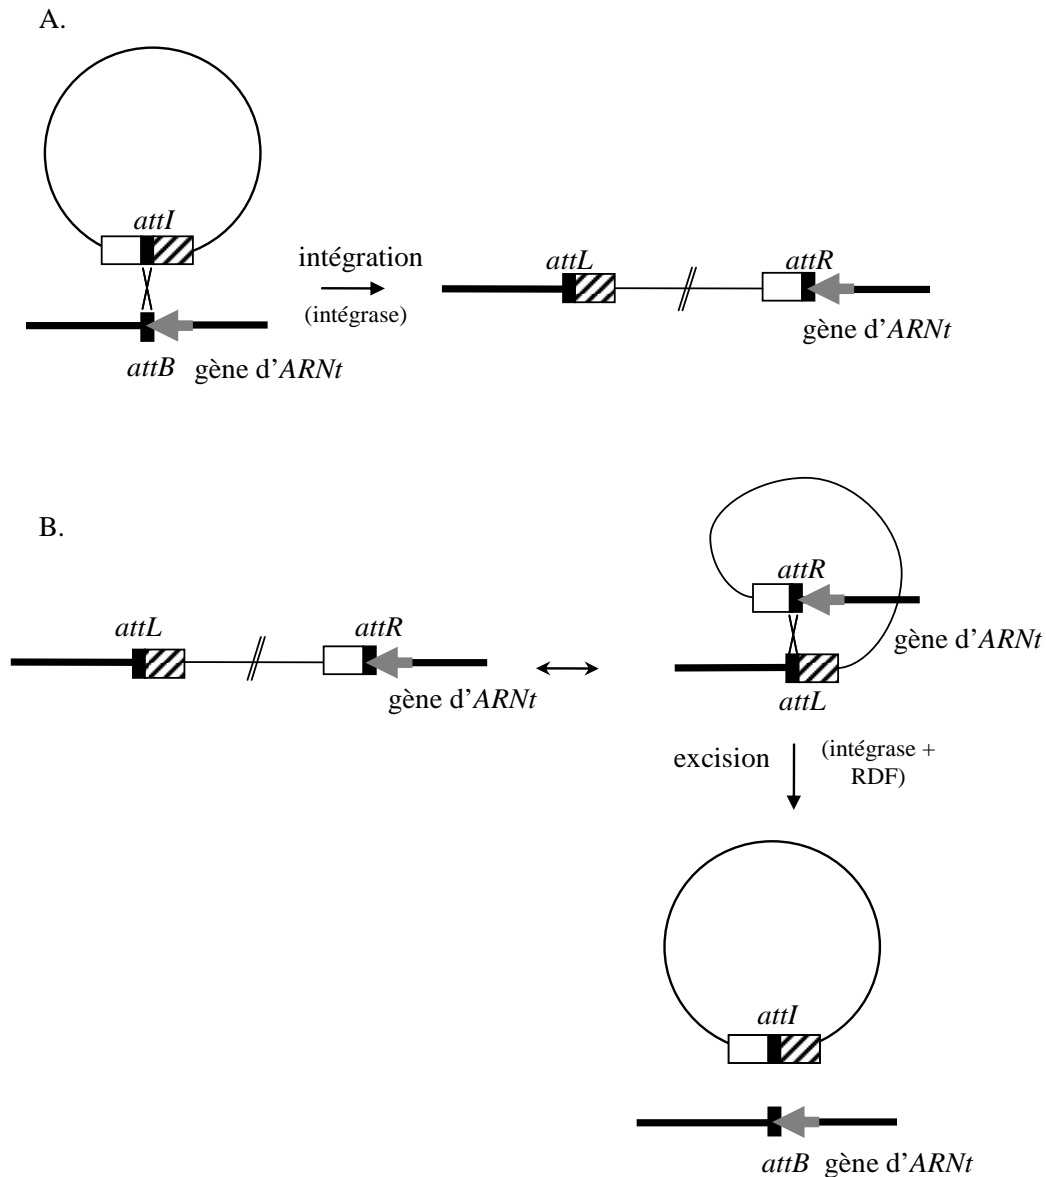 A.
attI
intégration
(intégrase)
attB gène d'ARNt
attL
attR
gène d'ARNt
B.
attL
attR
gène d'ARNt
attR
gène d'ARNt
attL
excision
(intégrase +
RDF)
attI
attB gène d'ARNt